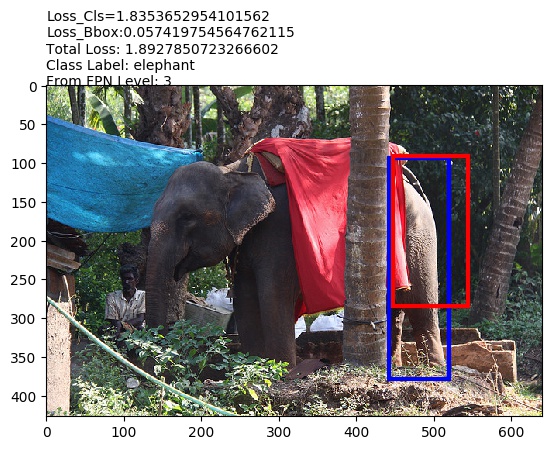 Loss_Cls=1.8353652954101562
Loss_Bbox:0.057419754564762115
Total Loss: 1.8927850723266602
Class Label: elephant
From FPN Level: 3
0
50
100
150
200
250
300
350
400
0 100 200 300 400 500 600